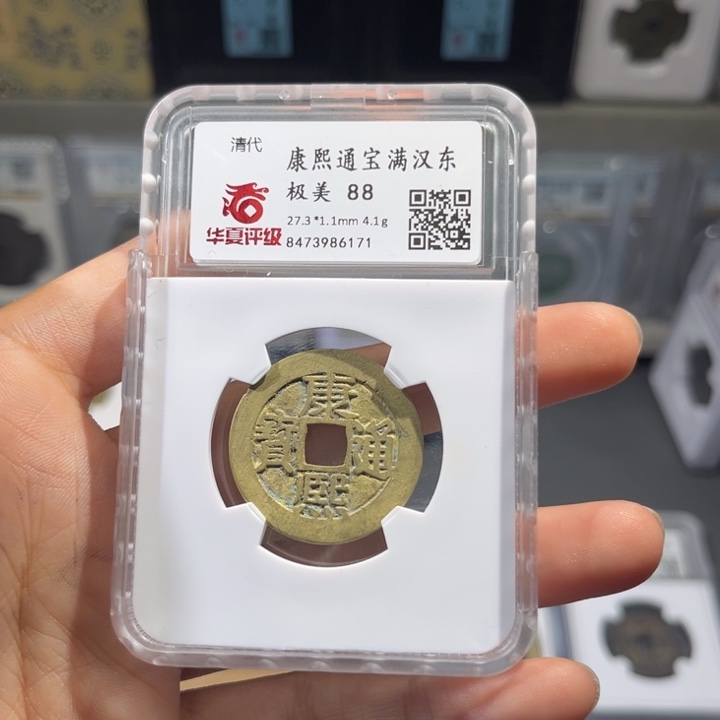 清代
康熙通宝满汉东
极美 88
27.3*1.1mm 4.1g
华夏评级
8473986171
康
寶 通
熙